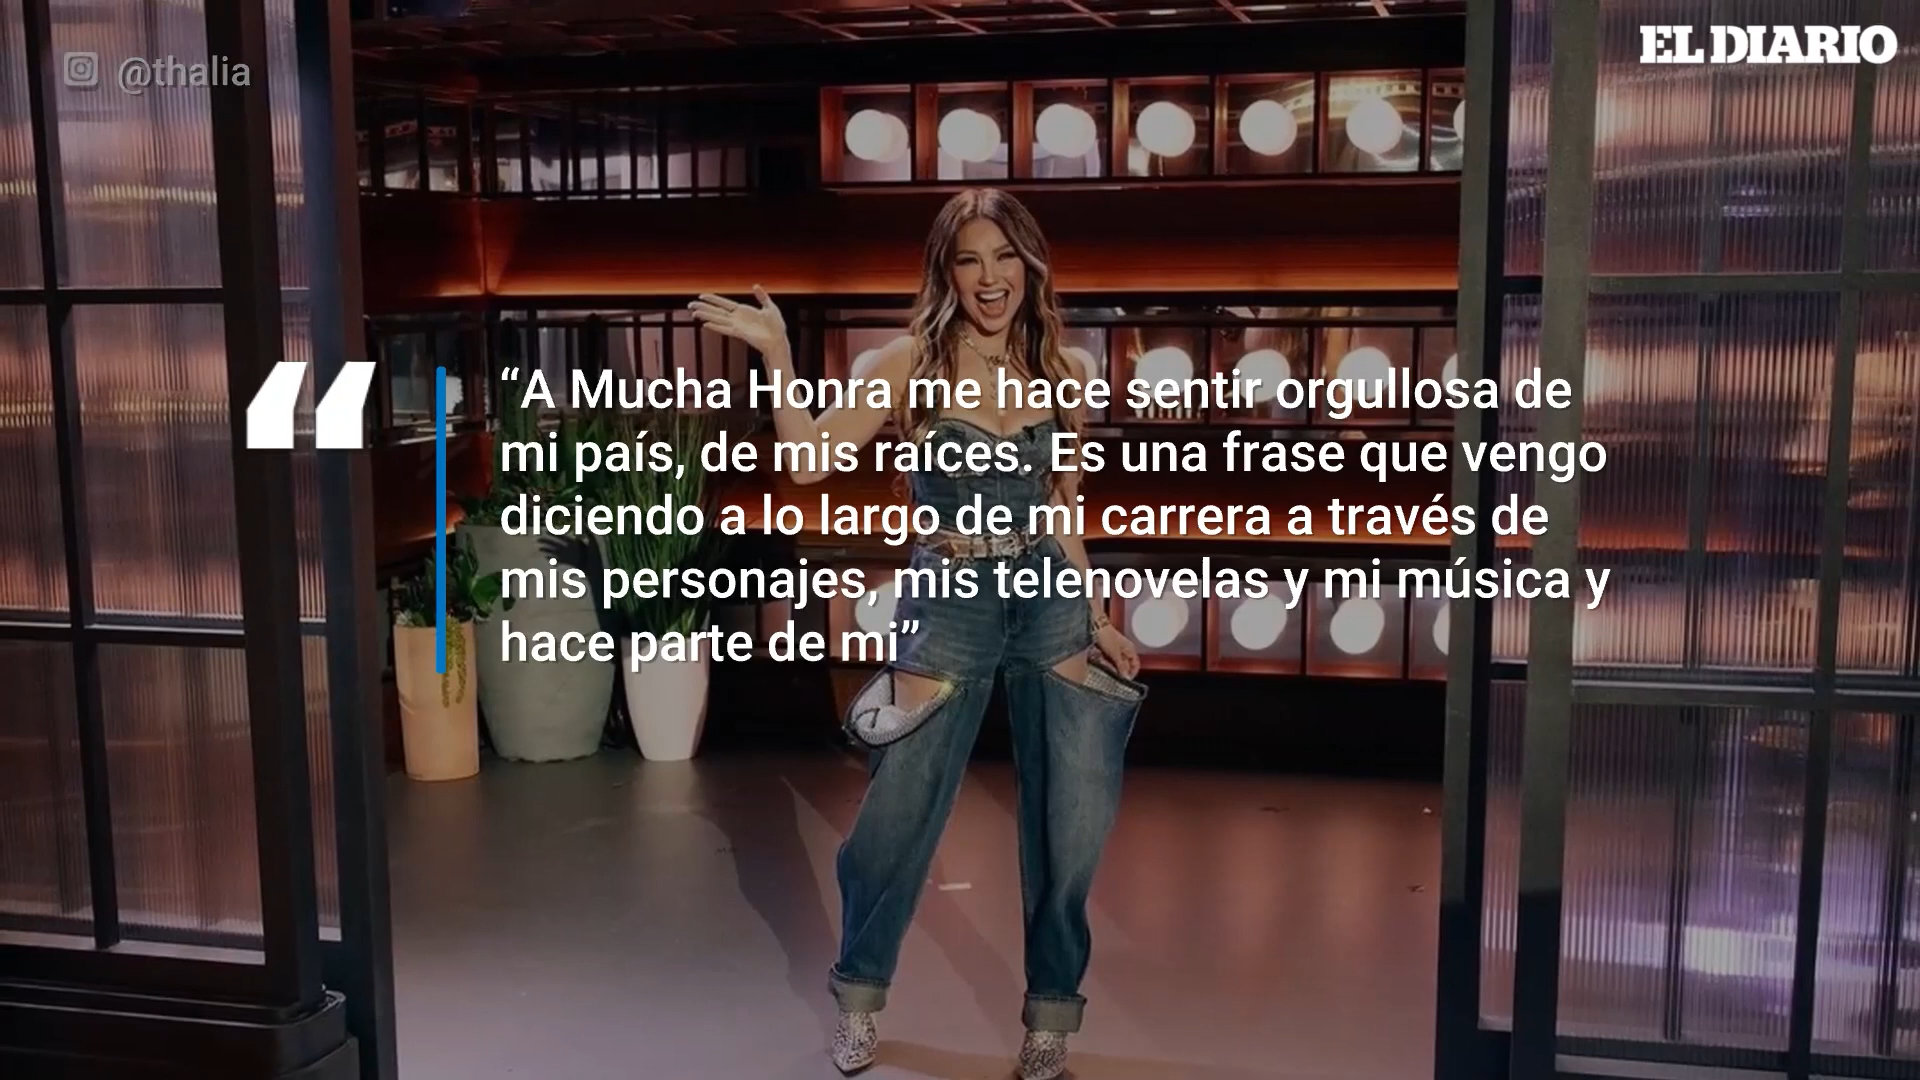 @thalia
EL DIARIO
“A Mucha Honra me hace sentir orgullosa de
mi país, de mis raíces. Es una frase que vengo
diciendo a lo largo de mi carrera a través de
mis personajes, mis telenovelas y mi música y
hace parte de mi”